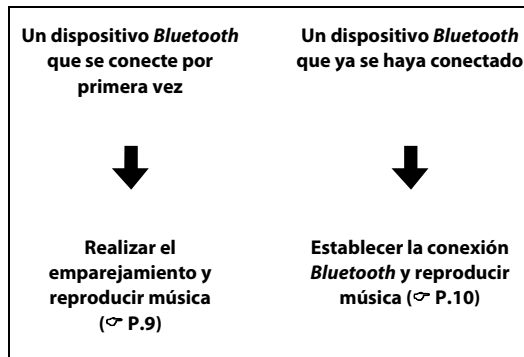 Un dispositivo Bluetooth
que se conecte por
primera vez
Realizar el
emparejamiento y
reproducir música
(☞ P.9)
Un dispositivo Bluetooth
que ya se haya conectado
Establecer la conexión
Bluetooth y reproducir
música (☞ P.10)